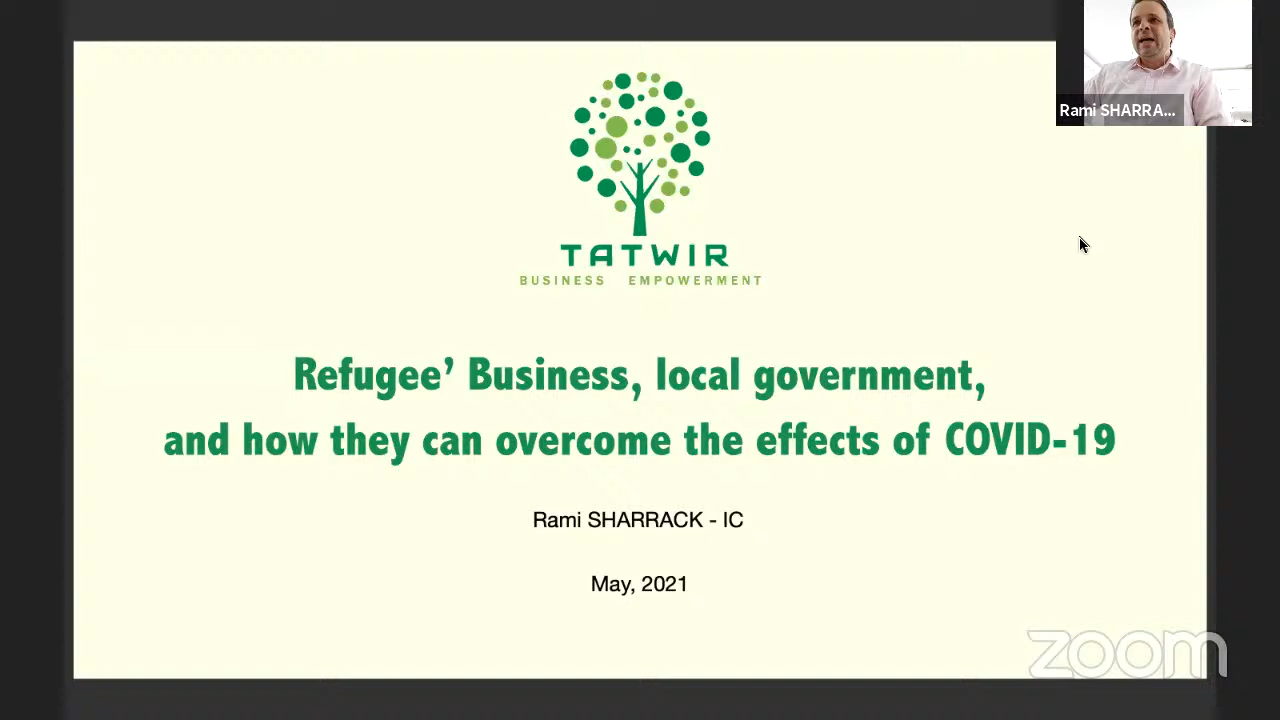 Rami SHARRA...
TATWIR
BUSINESS EMPOWERMENT
Refugee’ Business, local government,
and how they can overcome the effects of COVID-19
Rami SHARRACK - IC
May, 2021
zoom